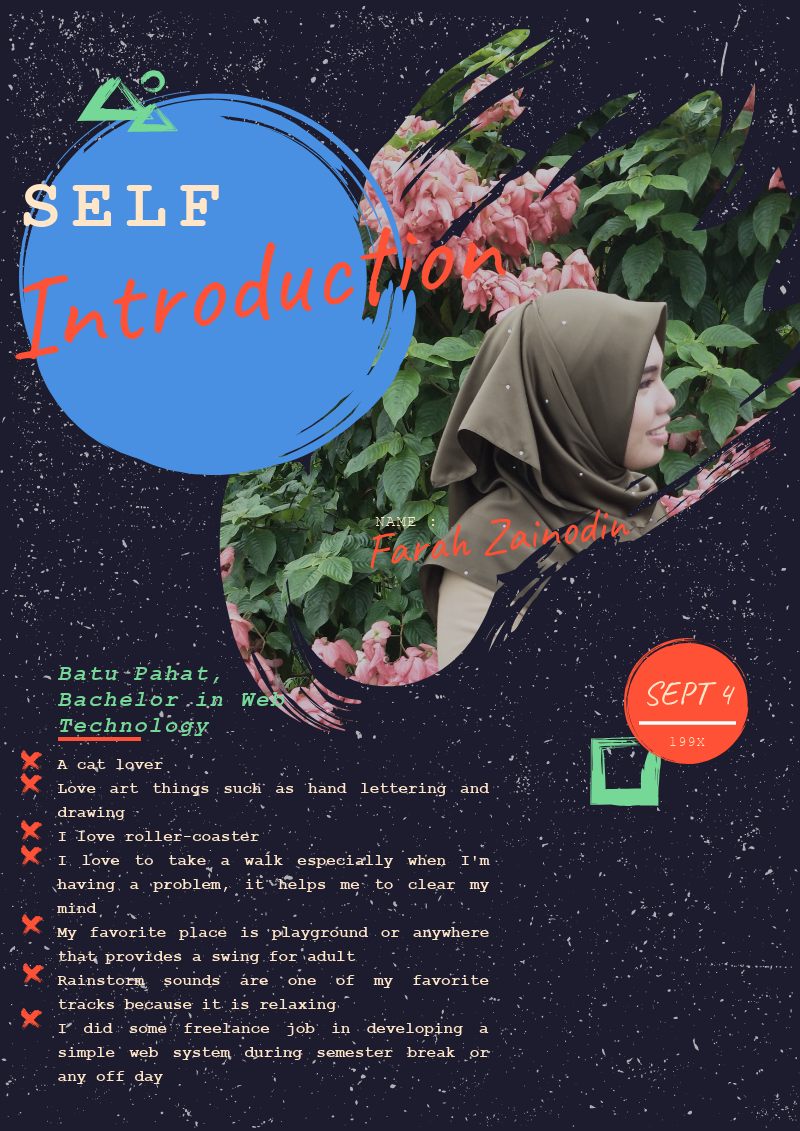 SELF
Introduction
NAME :
Farah Zainodin
Batu Pahat,
Bachelor in Web
Technology
SEPT 4
199X
A cat lover
Love art things such as hand lettering and
drawing
I love roller-coaster
I love to take a walk especially when I'm
having a problem, it helps me to clear my
mind
My favorite place is playground or anywhere
that provides a swing for adult
Rainstorm sounds are one of my favorite
tracks because it is relaxing
I did some freelance job in developing a
simple web system during semester break or
any off day